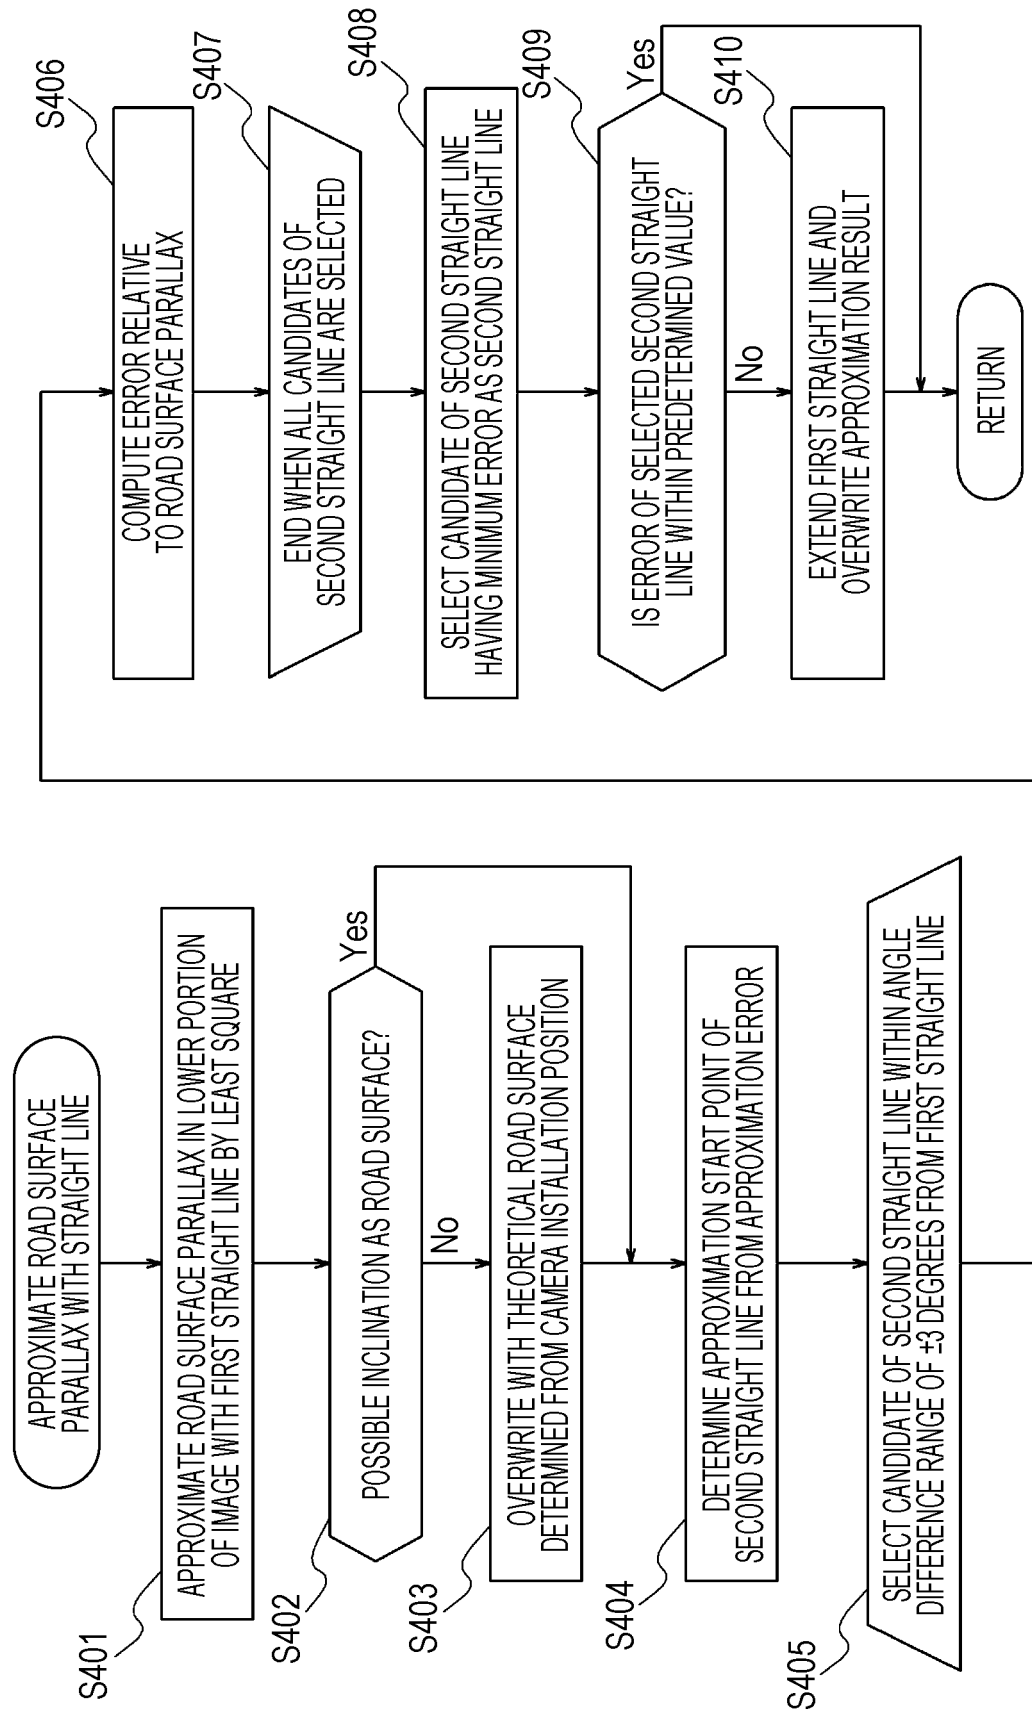 APPROXIMATE ROAD SURFACE
PARALLAX WITH STRAIGHT LINE
S401
APPROXIMATE ROAD SURFACE PARALLAX IN LOWER PORTION
OF IMAGE WITH FIRST STRAIGHT LINE BY LEAST SQUARE
S402
POSSIBLE INCLINATION AS ROAD SURFACE?
Yes
No
S403
OVERWRITE WITH THEORETICAL ROAD SURFACE
DETERMINED FROM CAMERA INSTALLATION POSITION
S404
DETERMINE APPROXIMATION START POINT OF
SECOND STRAIGHT LINE FROM APPROXIMATION ERROR
S405
SELECT CANDIDATE OF SECOND STRAIGHT LINE WITHIN ANGLE
DIFFERENCE RANGE OF ±3 DEGREES FROM FIRST STRAIGHT LINE
S406
COMPUTE ERROR RELATIVE
TO ROAD SURFACE PARALLAX
S407
END WHEN ALL CANDIDATES OF
SECOND STRAIGHT LINE ARE SELECTED
S408
SELECT CANDIDATE OF SECOND STRAIGHT LINE
HAVING MINIMUM ERROR AS SECOND STRAIGHT LINE
S409
IS ERROR OF SELECTED SECOND STRAIGHT
LINE WITHIN PREDETERMINED VALUE?
Yes
No
S410
EXTEND FIRST STRAIGHT LINE AND
OVERWRITE APPROXIMATION RESULT
RETURN